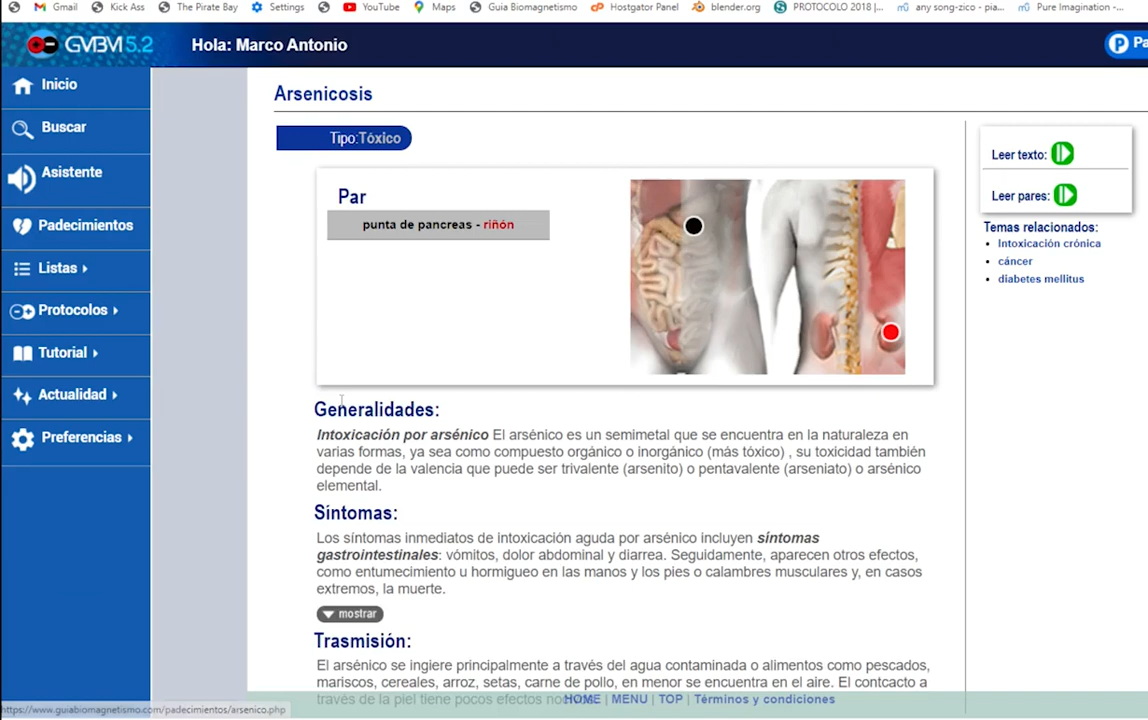 Gmail Kick Ass The Pirate Bay Settings YouTube Maps Guia Biomagnetismo Hostgator Panel blender.org PROTOCOLO 2018 |... any song-zico - pia... Pure Imagination -...
GVBM 5.2 Hola: Marco Antonio P Pa
Inicio
Buscar
Asistente
Padecimientos
Listas
Protocolos
Tutorial
Actualidad
Preferencias
Arsenicosis
Tipo:Tóxico
Par
punta de pancreas - riñón
Leer texto:
Leer pares:
Temas relacionados:
Intoxicación crónica
cáncer
diabetes mellitus
Generalidades:
Intoxicación por arsénico El arsénico es un semimetal que se encuentra en la naturaleza en
varias formas, ya sea como compuesto orgánico o inorgánico (más tóxico) , su toxicidad también
depende de la valencia que puede ser trivalente (arsenito) o pentavalente (arseniato) o arsénico
elemental.
Síntomas:
Los síntomas inmediatos de intoxicación aguda por arsénico incluyen síntomas
gastrointestinales: vómitos, dolor abdominal y diarrea. Seguidamente, aparecen otros efectos,
como entumecimiento u hormigueo en las manos y los pies o calambres musculares y, en casos
extremos, la muerte.
mostrar
Trasmisión:
El arsénico se ingiere principalmente a través del agua contaminada o alimentos como pescados,
mariscos, cereales, arroz, setas, carne de pollo, en menor se encuentra en el aire. El contcacto a
través de la piel tiene pocos efectos nocivos.
HOME | MENU | TOP | Términos y condiciones
https://www.guiabiomagnetismo.com/padecimientos/arsenico.php